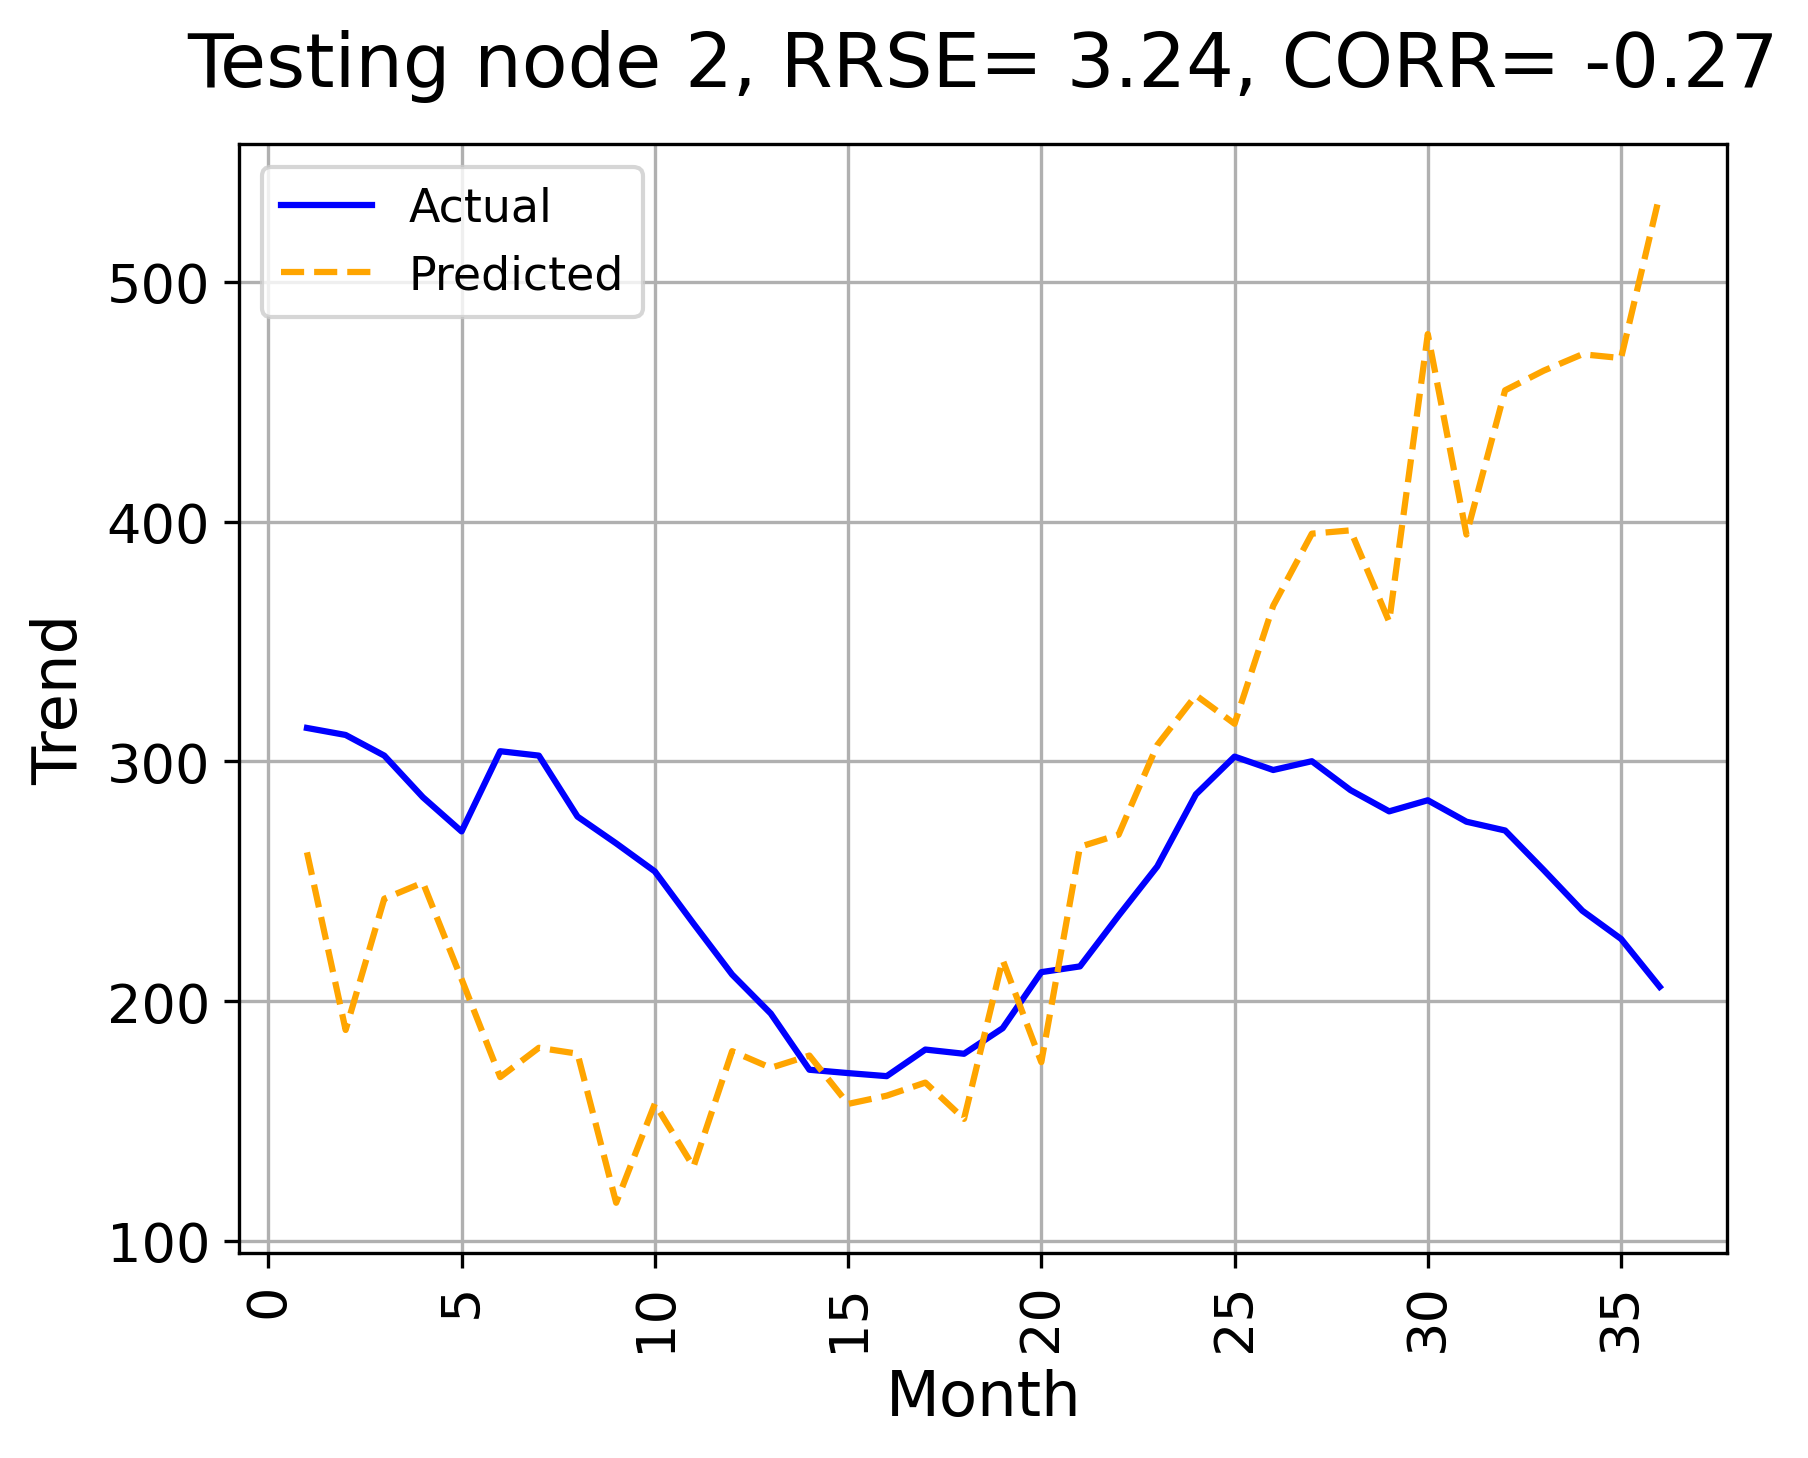 Testing node 2, RRSE= 3.24, CORR= -0.27
Actual
Predicted
Trend
500
400
300
200
100
0
5
10
15
20
25
30
35
Month